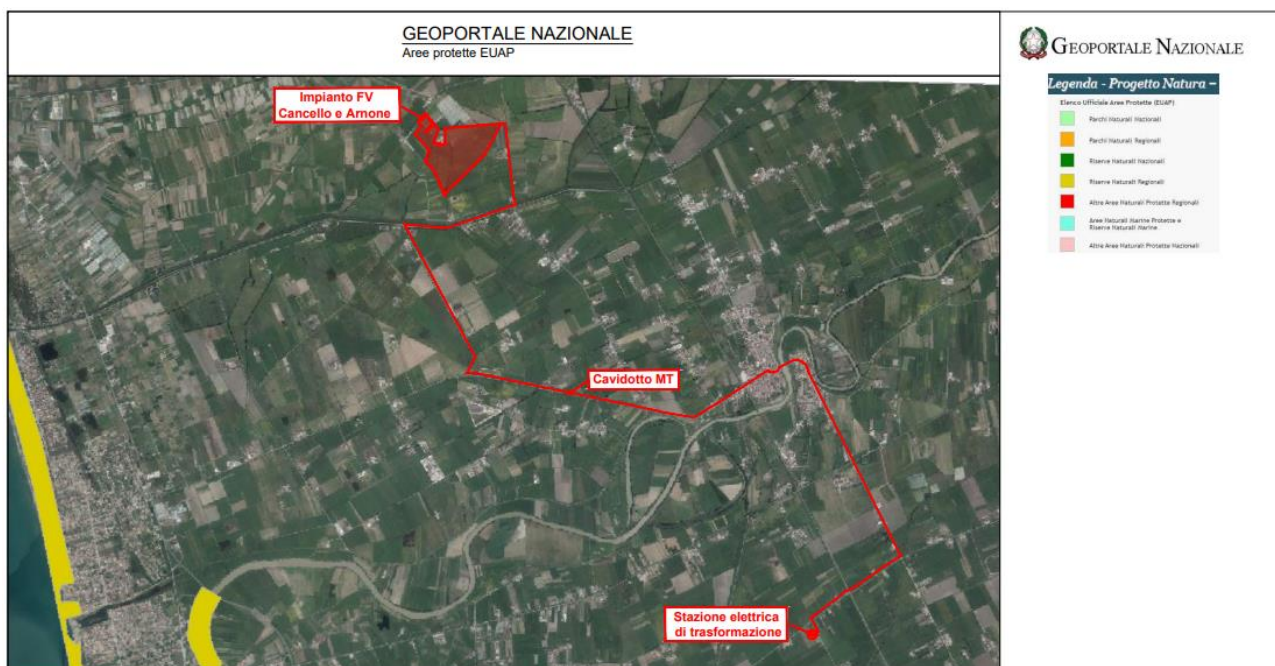 GEOPORTALE NAZIONALE
Aree protette EUAP
GEOPORTALE NAZIONALE
Legenda - Progetto Natura –
Elenco Ufficiale Aree Protette (EUAP)
Parchi Naturali Nazionali
Parchi Naturali Regionali
Riserve Naturali Nazionali
Riserve Naturali Regionali
Altre Aree Naturali Protette Regionali
Aree Naturali Marine Protette e
Riserve Naturali Marine
Altre Aree Naturali Protette Nazionali
Impianto FV
Cancello e Arnone
Cavidotto MT
Stazione elettrica
di trasformazione